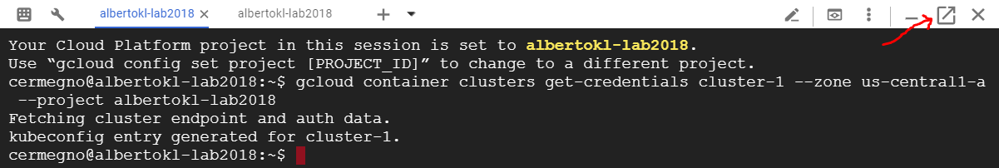 albertokl-lab2018 albertokl-lab2018
Your Cloud Platform project in this session is set to albertokl-lab2018.
Use “gcloud config set project [PROJECT_ID]” to change to a different project.
cermegno@albertokl-lab2018:~$ gcloud container clusters get-credentials cluster-1 --zone us-central1-a
--project albertokl-lab2018
Fetching cluster endpoint and auth data.
kubeconfig entry generated for cluster-1.
cermegno@albertokl-lab2018:~$